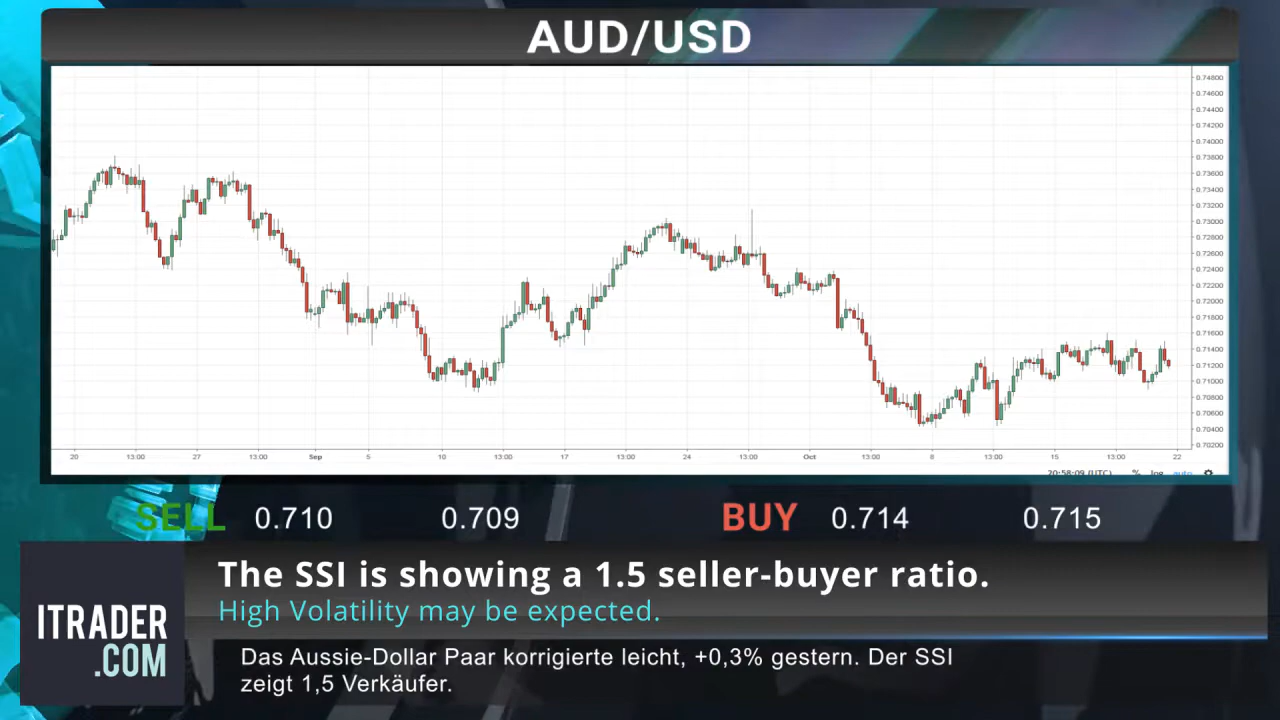 AUD/USD
0.74800
0.74600
0.74400
0.74200
0.74000
0.73800
0.73600
0.73400
0.73200
0.73000
0.72800
0.72600
0.72400
0.72200
0.72000
0.71800
0.71600
0.71400
0.71200
0.71000
0.70800
0.70600
0.70400
0.70200
20 13:00 27 13:00 Sep 5 10 13:00 17 13:00 24 13:00 Oct 13:00 8 13:00 15 13:00 22
20:58:09 (UTC) % log auto
SELL 0.710 0.709 BUY 0.714 0.715
The SSI is showing a 1.5 seller-buyer ratio.
High Volatility may be expected.
ITRADER
.COM
Das Aussie-Dollar Paar korrigierte leicht, +0,3% gestern. Der SSI
zeigt 1,5 Verkäufer.